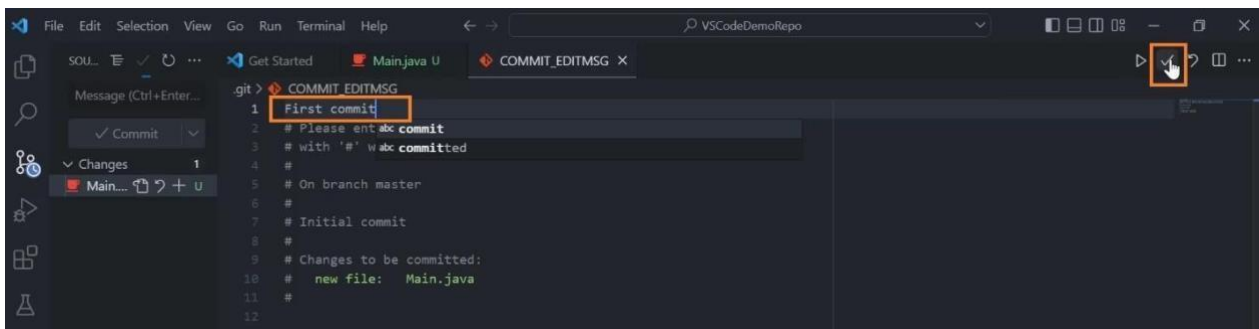 File Edit Selection View Go Run Terminal Help VSCodeDemoRepo
SOU... Get Started Main.java U COMMIT_EDITMSG
Message (Ctrl+Enter... .git > COMMIT_EDITMSG
1 First commit
Commit
2 # Please ent abc commit
3 # with '#' w abc committed
Changes 1
4 #
Main.... U
5 # On branch master
6 #
7 # Initial commit
8 #
9 # Changes to be committed:
10 # new file: Main.java
11 #
12